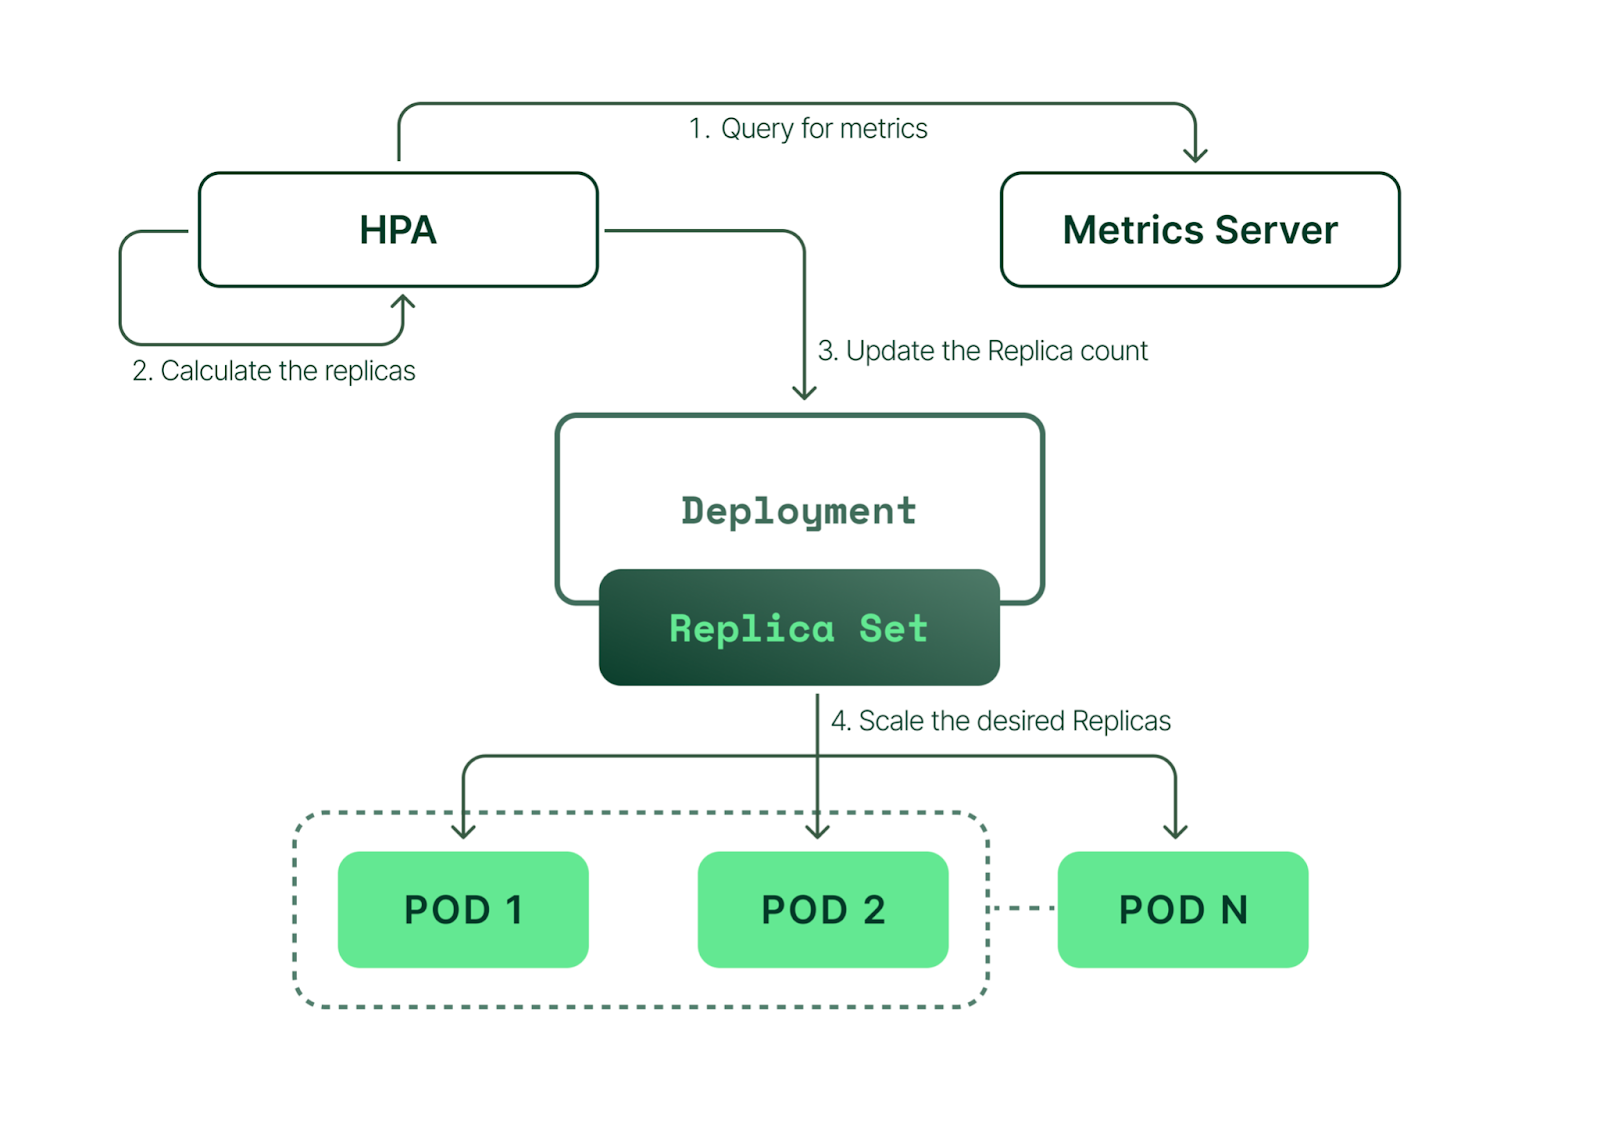 1. Query for metrics
HPA
Metrics Server
2. Calculate the replicas
3. Update the Replica count
Deployment
Replica Set
4. Scale the desired Replicas
POD 1
POD 2
POD N